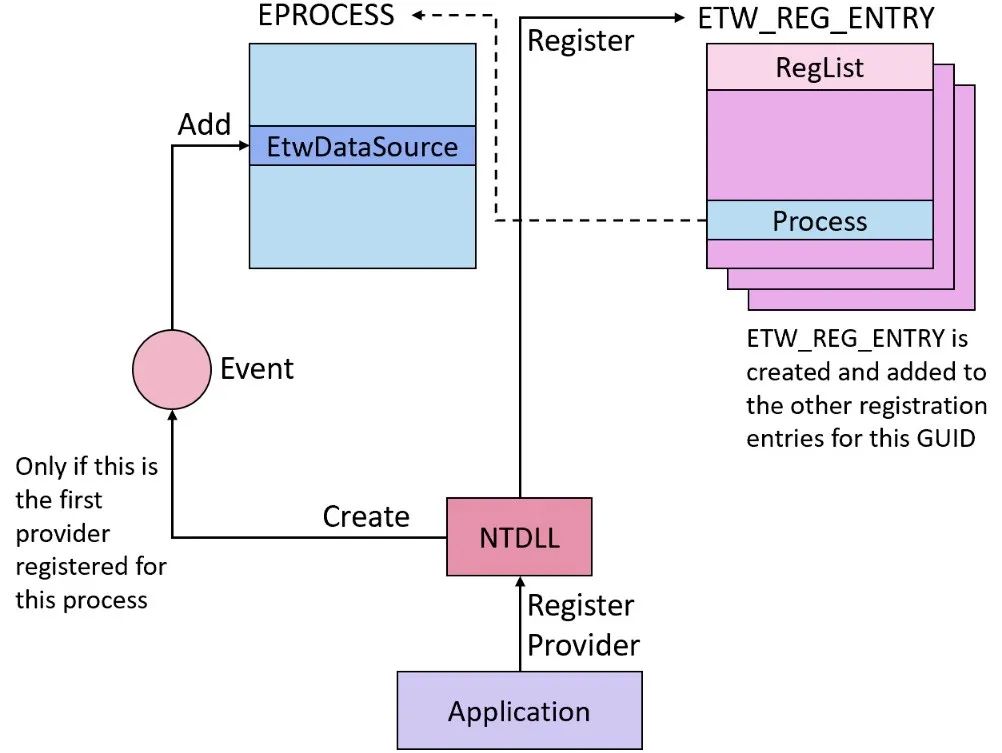 EPROCESS
ETW_REG_ENTRY
Register
RegList
Add
EtwDataSource
Process
ETW_REG_ENTRY is
created and added to
the other registration
entries for this GUID
Event
Only if this is
the first
provider
registered for
this process
Create
NTDLL
Register
Provider
Application